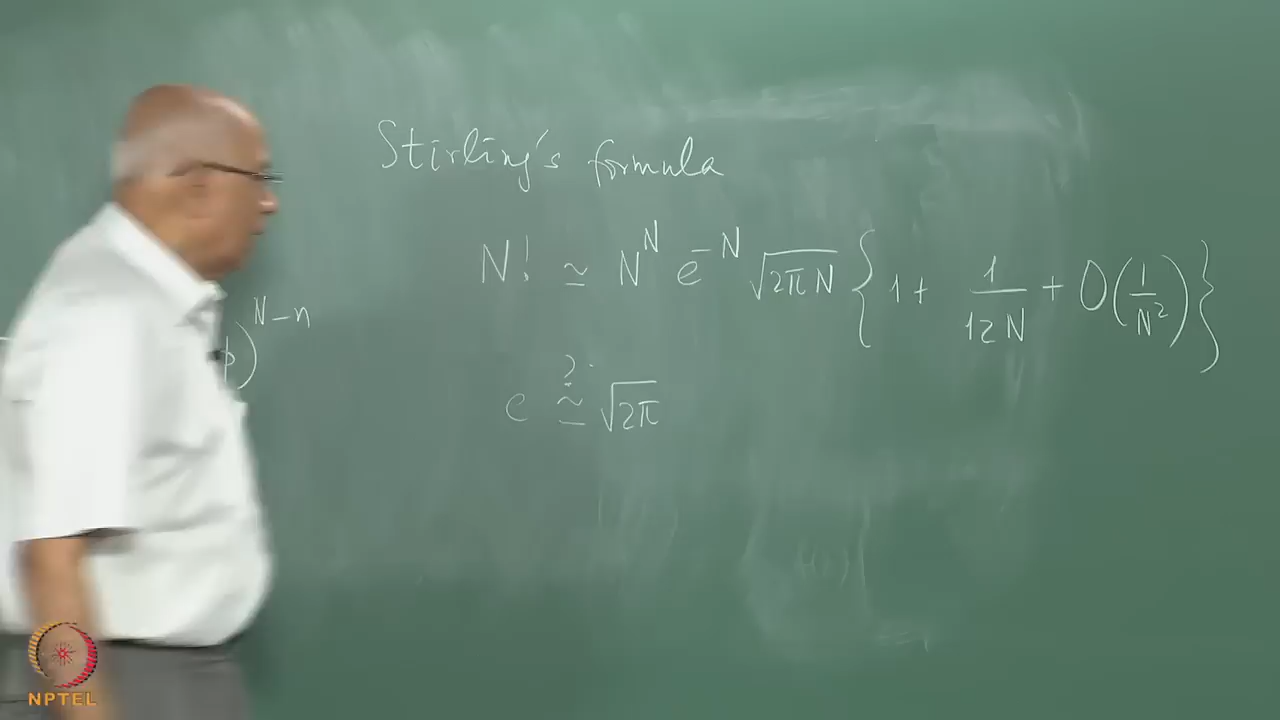 Stirling's formula
N! ≃ N^N e^{-N} √(2πN) { 1 + 1/(12N) + O(1/N²) }
p)^{N-n}
e ≃? √(2π)
NPTEL